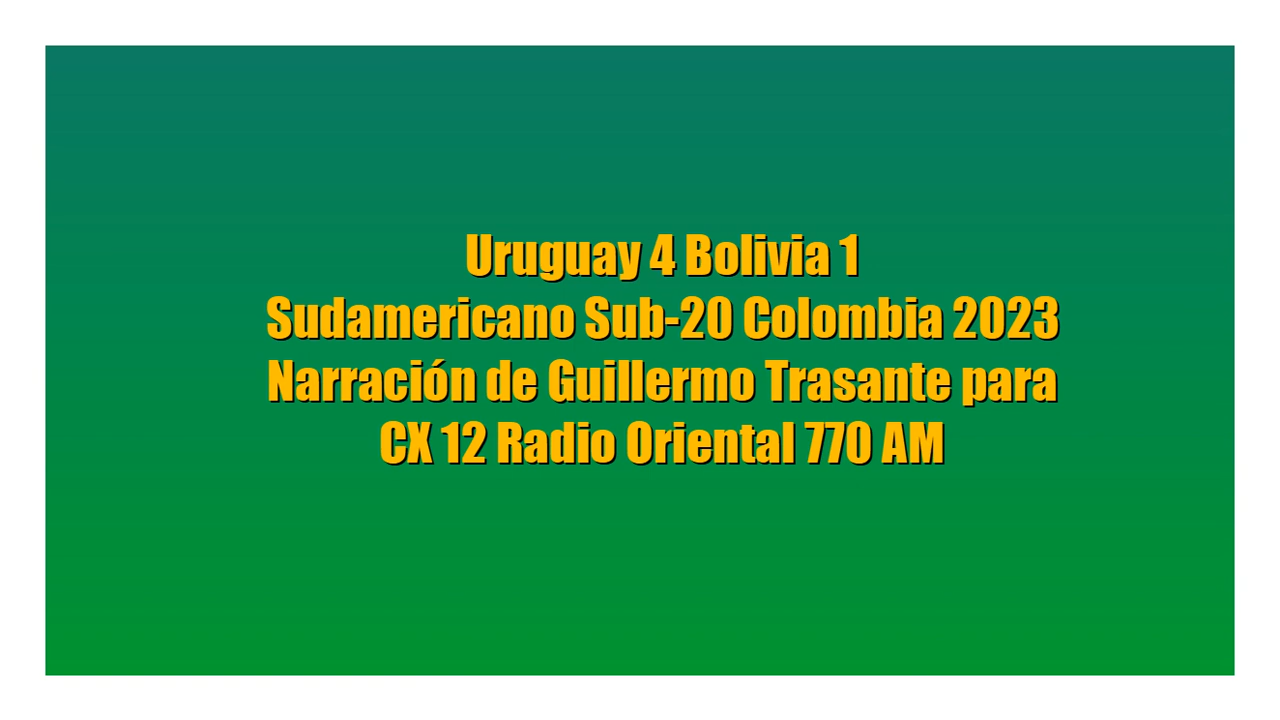 Uruguay 4 Bolivia 1
Sudamericano Sub-20 Colombia 2023
Narración de Guillermo Trasante para
CX 12 Radio Oriental 770 AM